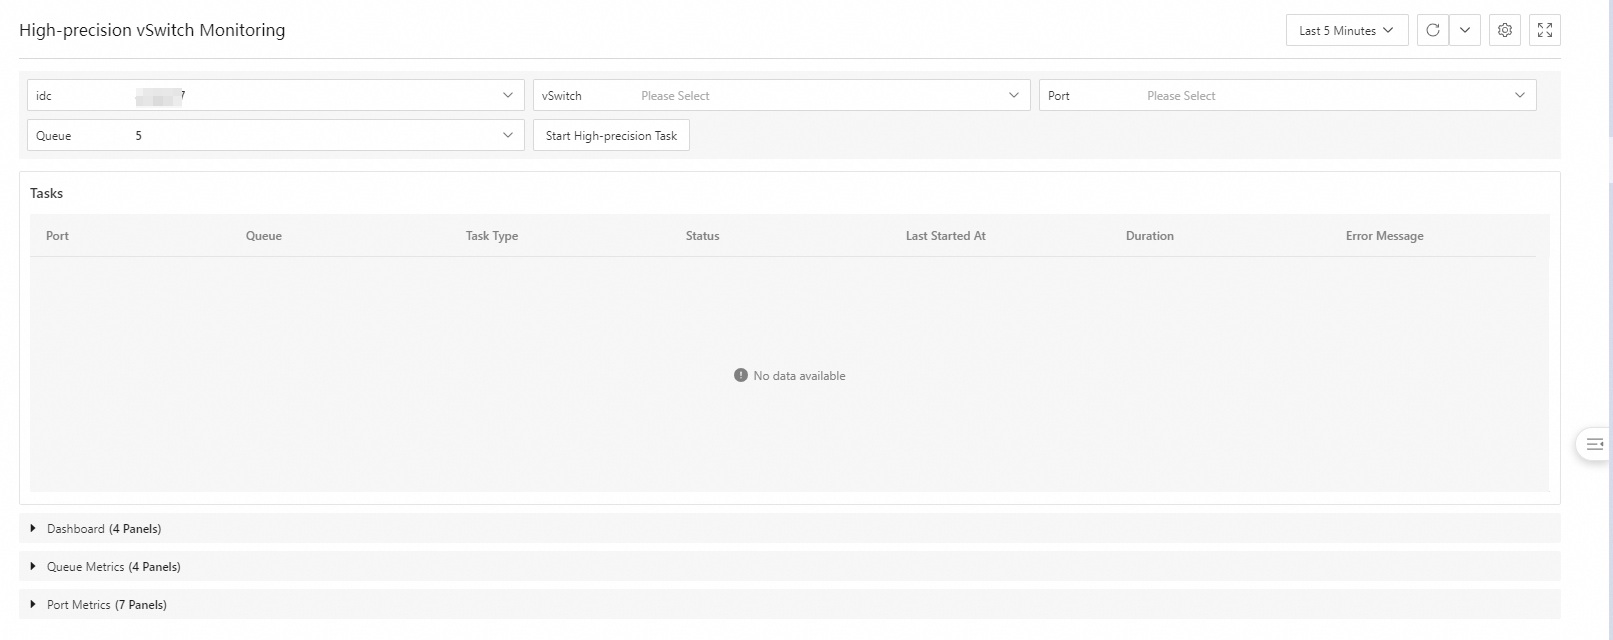 High-precision vSwitch Monitoring
Last 5 Minutes
idc
vSwitch Please Select
Port Please Select
Queue 5
Start High-precision Task
Tasks
Port Queue Task Type Status Last Started At Duration Error Message
No data available
Dashboard (4 Panels)
Queue Metrics (4 Panels)
Port Metrics (7 Panels)